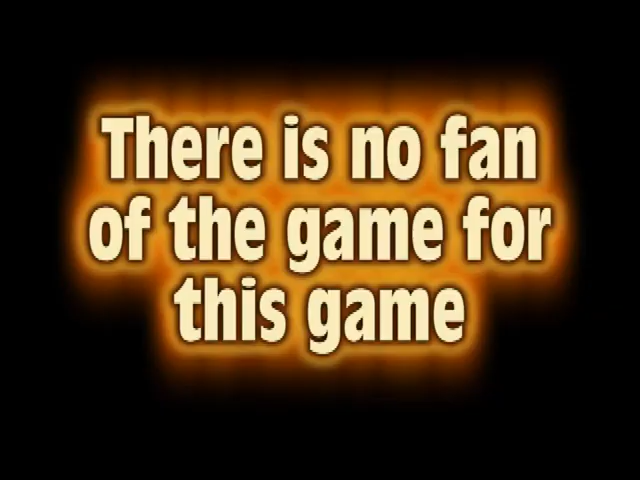 There is no fan
of the game for
this game